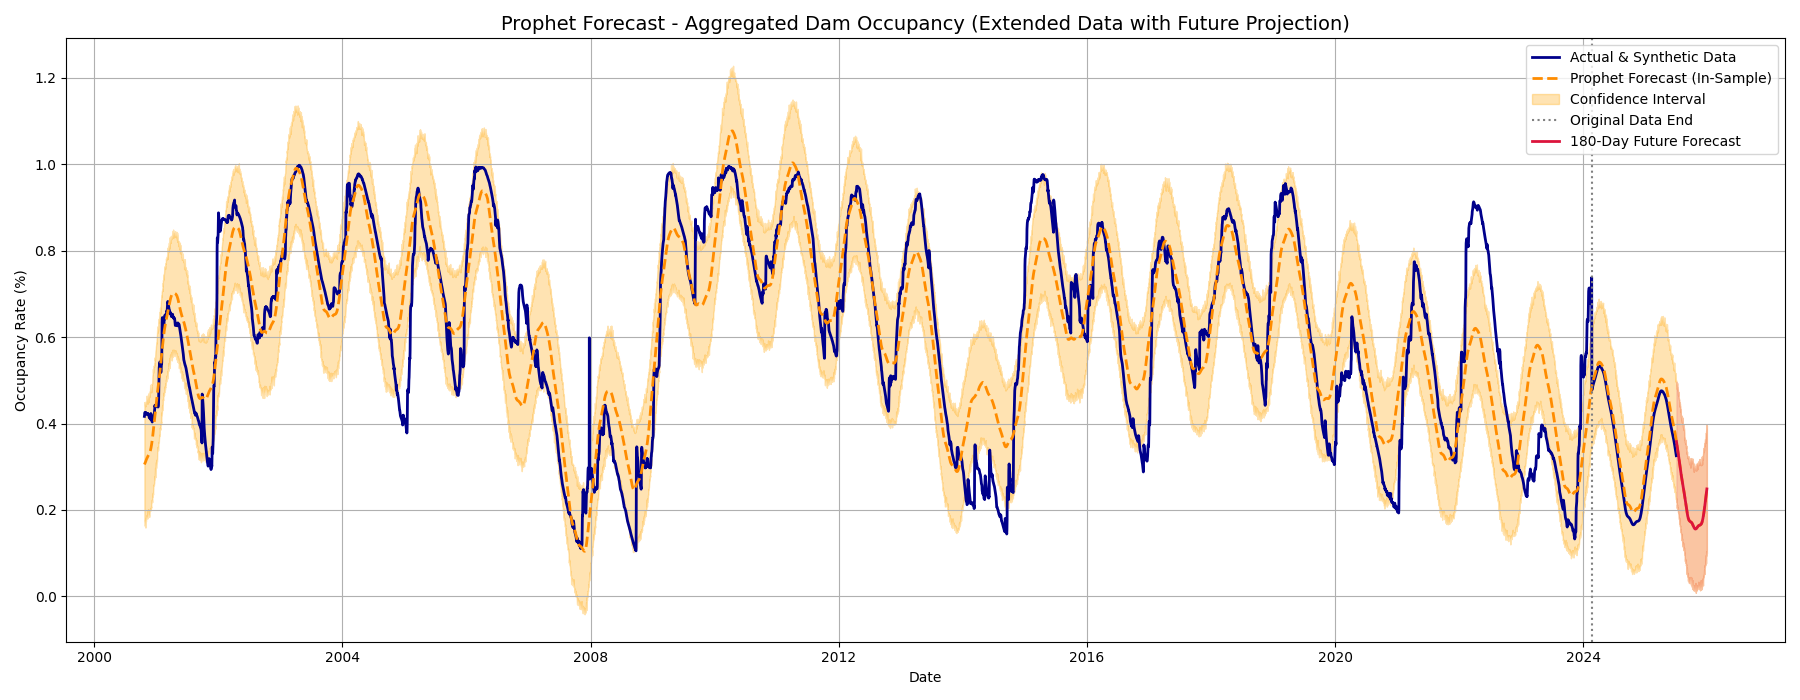 Prophet Forecast - Aggregated Dam Occupancy (Extended Data with Future Projection)
Actual & Synthetic Data
Prophet Forecast (In-Sample)
Confidence Interval
Original Data End
180-Day Future Forecast
Occupancy Rate (%)
1.2
1.0
0.8
0.6
0.4
0.2
0.0
2000 2004 2008 2012 2016 2020 2024
Date